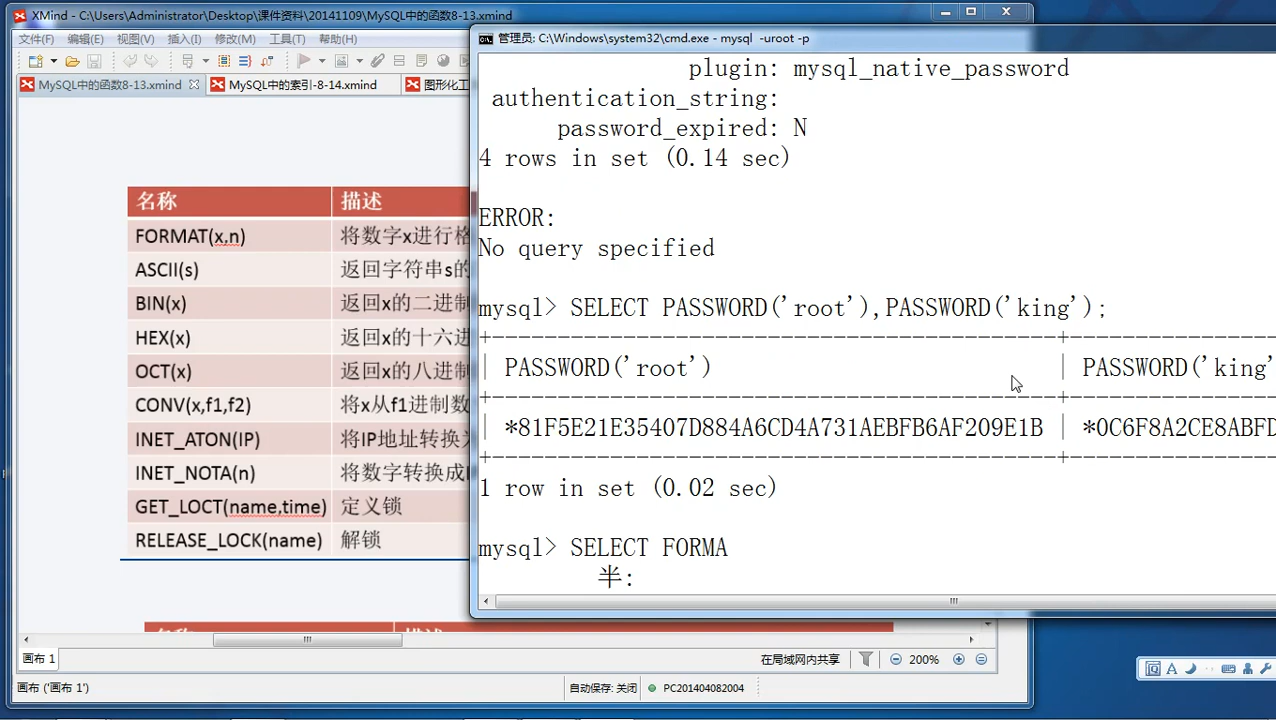 XMind - C:\Users\Administrator\Desktop\课件资料\20141109\MySQL中的函数8-13.xmind
文件(F) 编辑(E) 视图(V) 插入(I) 修改(M) 工具(T) 帮助(H)
MySQL中的函数8-13.xmind MySQL中的索引-8-14.xmind 图形化工
名称 描述
FORMAT(x,n) 将数字x进行格
ASCII(s) 返回字符串s的
BIN(x) 返回x的二进制
HEX(x) 返回x的十六进
OCT(x) 返回x的八进制
CONV(x,f1,f2) 将x从f1进制数
INET_ATON(IP) 将IP地址转换为
INET_NOTA(n) 将数字转换成
GET_LOCT(name,time) 定义锁
RELEASE_LOCK(name) 解锁
画布 1 在局域网内共享 200%
画布 ('画布 1') 自动保存: 关闭 PC201404082004
管理员: C:\Windows\system32\cmd.exe - mysql -uroot -p
plugin: mysql_native_password
authentication_string:
password_expired: N
4 rows in set (0.14 sec)
ERROR:
No query specified
mysql> SELECT PASSWORD('root'),PASSWORD('king');
+-------------------------------------------+---------------
| PASSWORD('root') | PASSWORD('king'
+-------------------------------------------+---------------
| *81F5E21E35407D884A6CD4A731AEBFB6AF209E1B | *0C6F8A2CE8ABFD
+-------------------------------------------+---------------
1 row in set (0.02 sec)
mysql> SELECT FORMA
半: